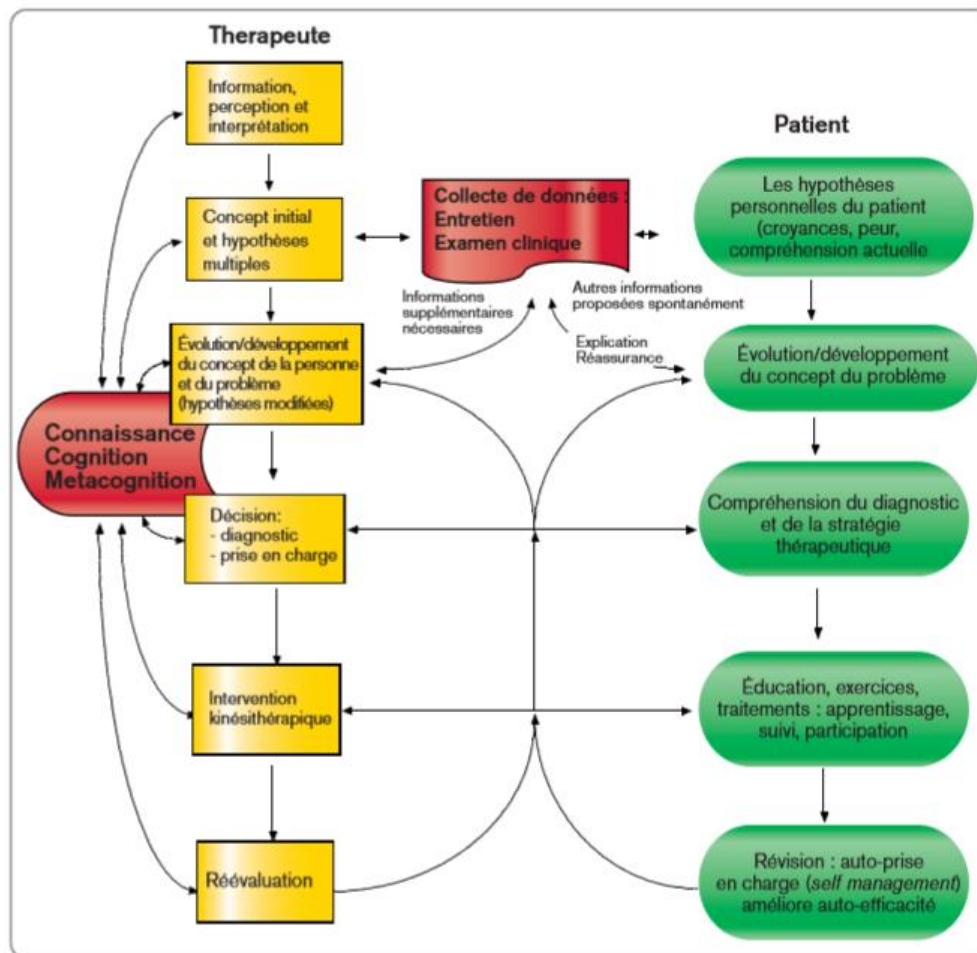 Therapeute
Information,
perception et
interprétation
Concept initial
et hypothèses
multiples
Évolution/développement
du concept de la personne
et du problème
(hypothèses modifiées)
Connaissance
Cognition
Metacognition
Décision:
- diagnostic
- prise en charge
Intervention
kinésithérapique
Réévaluation
Collecte de données :
Entretien
Examen clinique
Informations
supplémentaires
nécessaires
Autres informations
proposées spontanément
Explication
Réassurance
Patient
Les hypothèses
personnelles du patient
(croyances, peur,
compréhension actuelle
Évolution/développement
du concept du problème
Compréhension du diagnostic
et de la stratégie
thérapeutique
Éducation, exercices,
traitements : apprentissage,
suivi, participation
Révision : auto-prise
en charge (self management)
améliore auto-efficacité